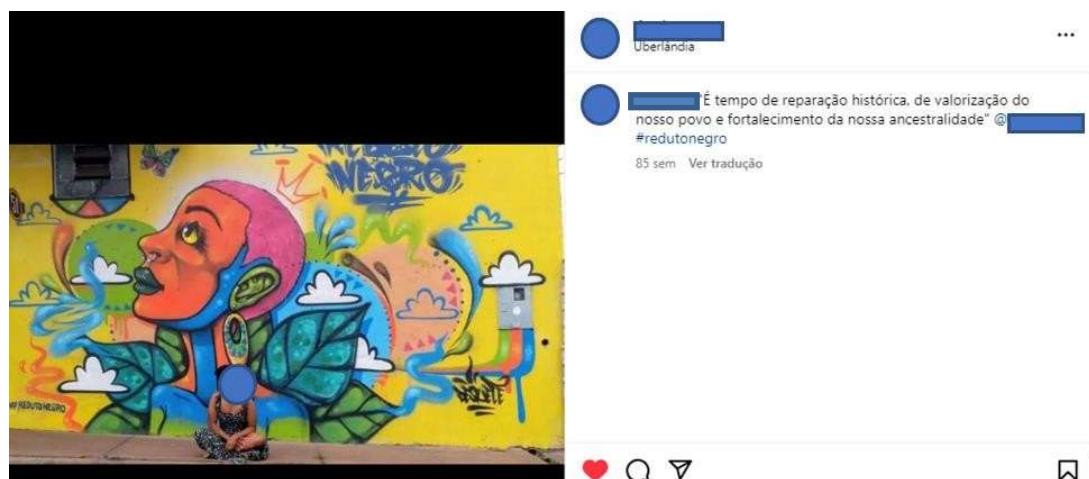 Uberlândia
"É tempo de reparação histórica, de valorização do
nosso povo e fortalecimento da nossa ancestralidade" @
#redutonegro
85 sem Ver tradução
NEGRO
#REDUTONEGRO